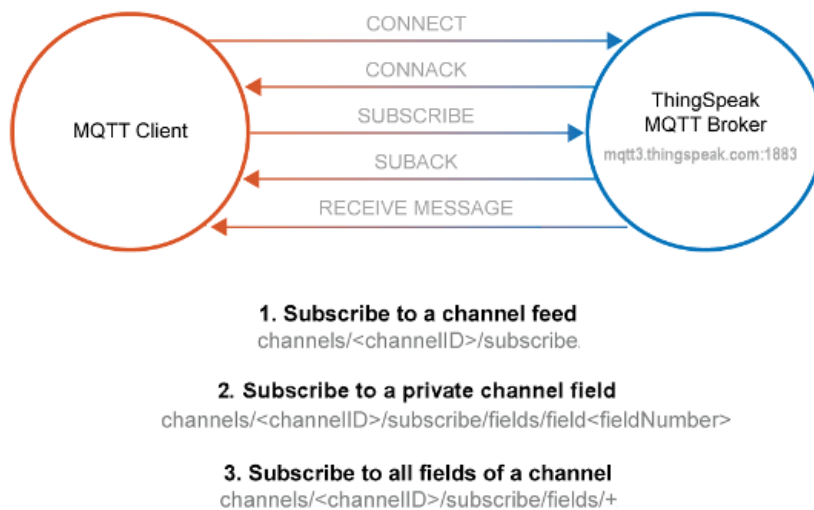 CONNECT
CONNACK
SUBSCRIBE
SUBACK
RECEIVE MESSAGE
MQTT Client
ThingSpeak
MQTT Broker
mqtt3.thingspeak.com:1883
1. Subscribe to a channel feed
channels/<channelID>/subscribe
2. Subscribe to a private channel field
channels/<channelID>/subscribe/fields/field<fieldNumber>
3. Subscribe to all fields of a channel
channels/<channelID>/subscribe/fields/+